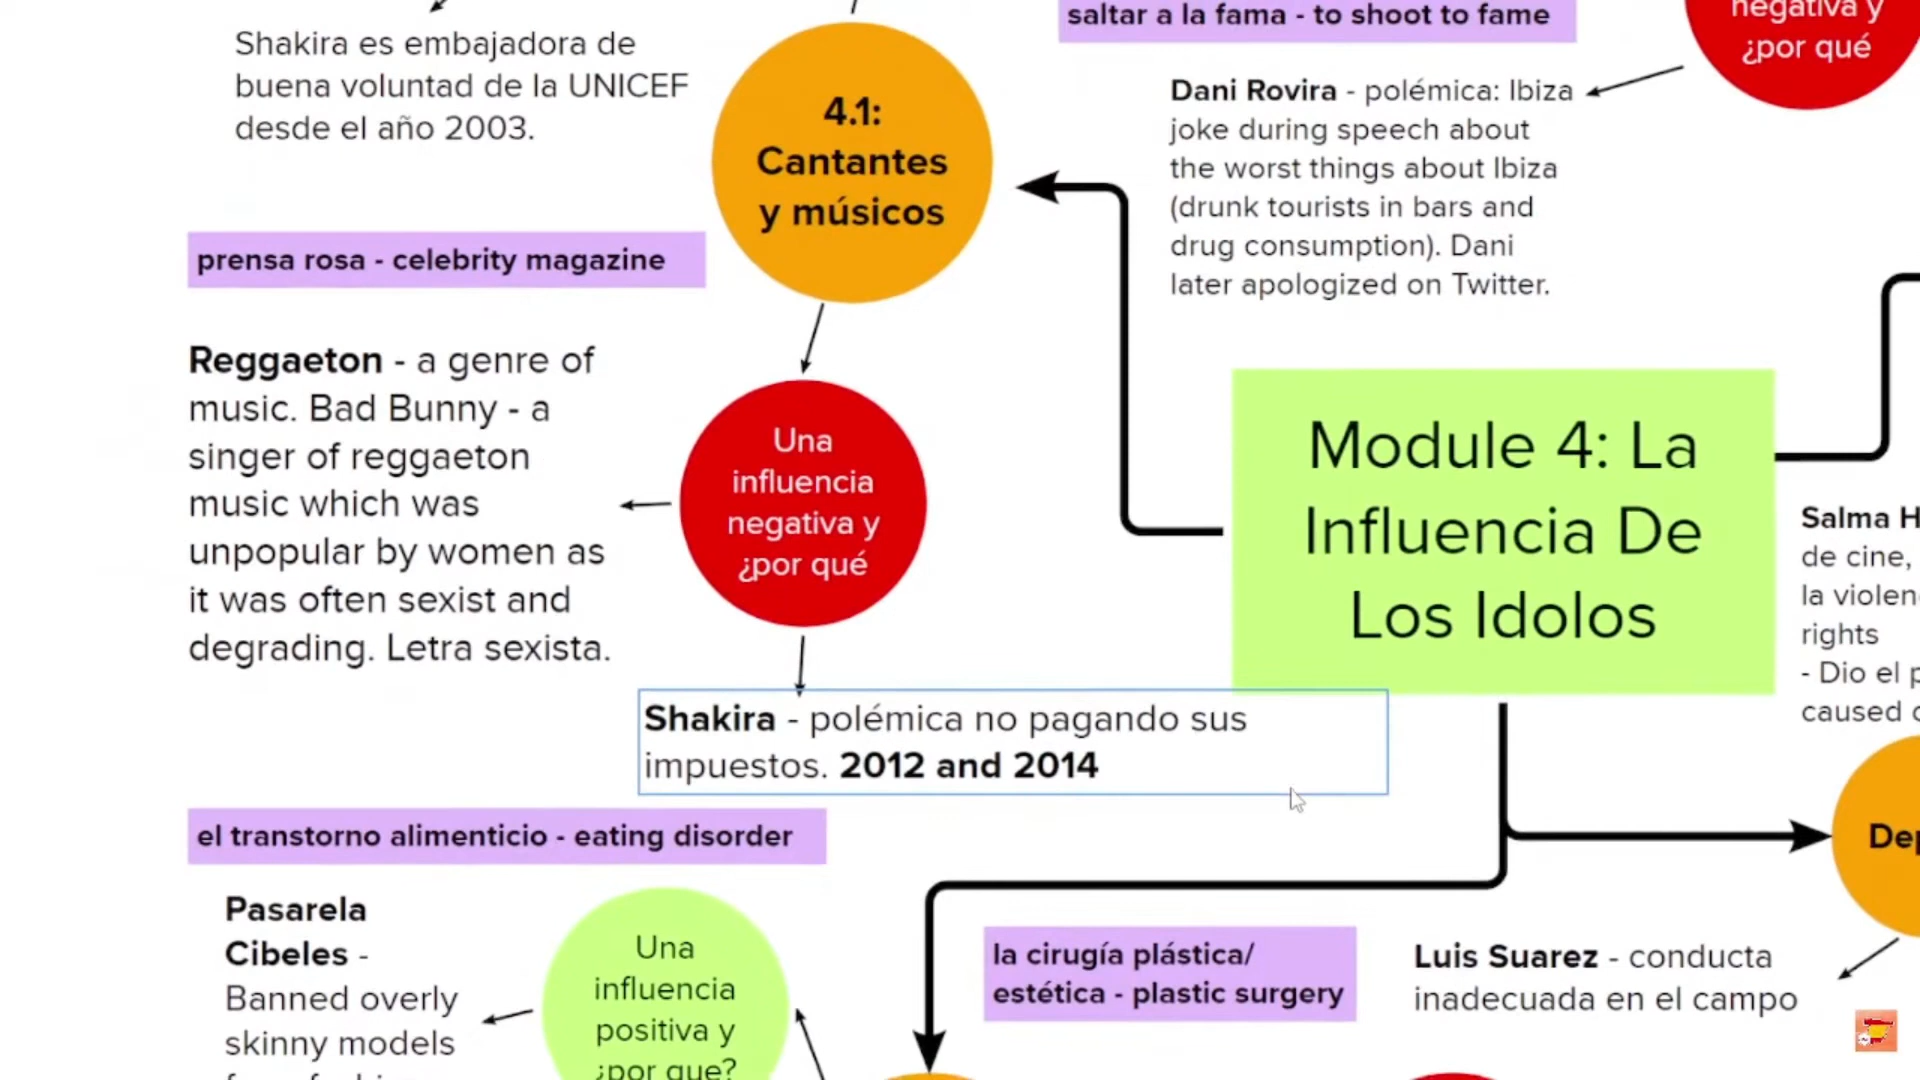 Shakira es embajadora de
buena voluntad de la UNICEF
desde el año 2003.
4.1:
Cantantes
y músicos
saltar a la fama - to shoot to fame
negativa y
¿por qué
Dani Rovira - polémica: Ibiza
joke during speech about
the worst things about Ibiza
(drunk tourists in bars and
drug consumption). Dani
later apologized on Twitter.
prensa rosa - celebrity magazine
Reggaeton - a genre of
music. Bad Bunny - a
singer of reggaeton
music which was
unpopular by women as
it was often sexist and
degrading. Letra sexista.
Una
influencia
negativa y
¿por qué
Module 4: La
Influencia De
Los Idolos
Salma H
de cine,
la violen
rights
- Dio el p
caused
Shakira - polémica no pagando sus
impuestos. 2012 and 2014
el transtorno alimenticio - eating disorder
Dep
Pasarela
Cibeles -
Banned overly
skinny models
Una
influencia
positiva y
¿por que?
la cirugía plástica/
estética - plastic surgery
Luis Suarez - conducta
inadecuada en el campo